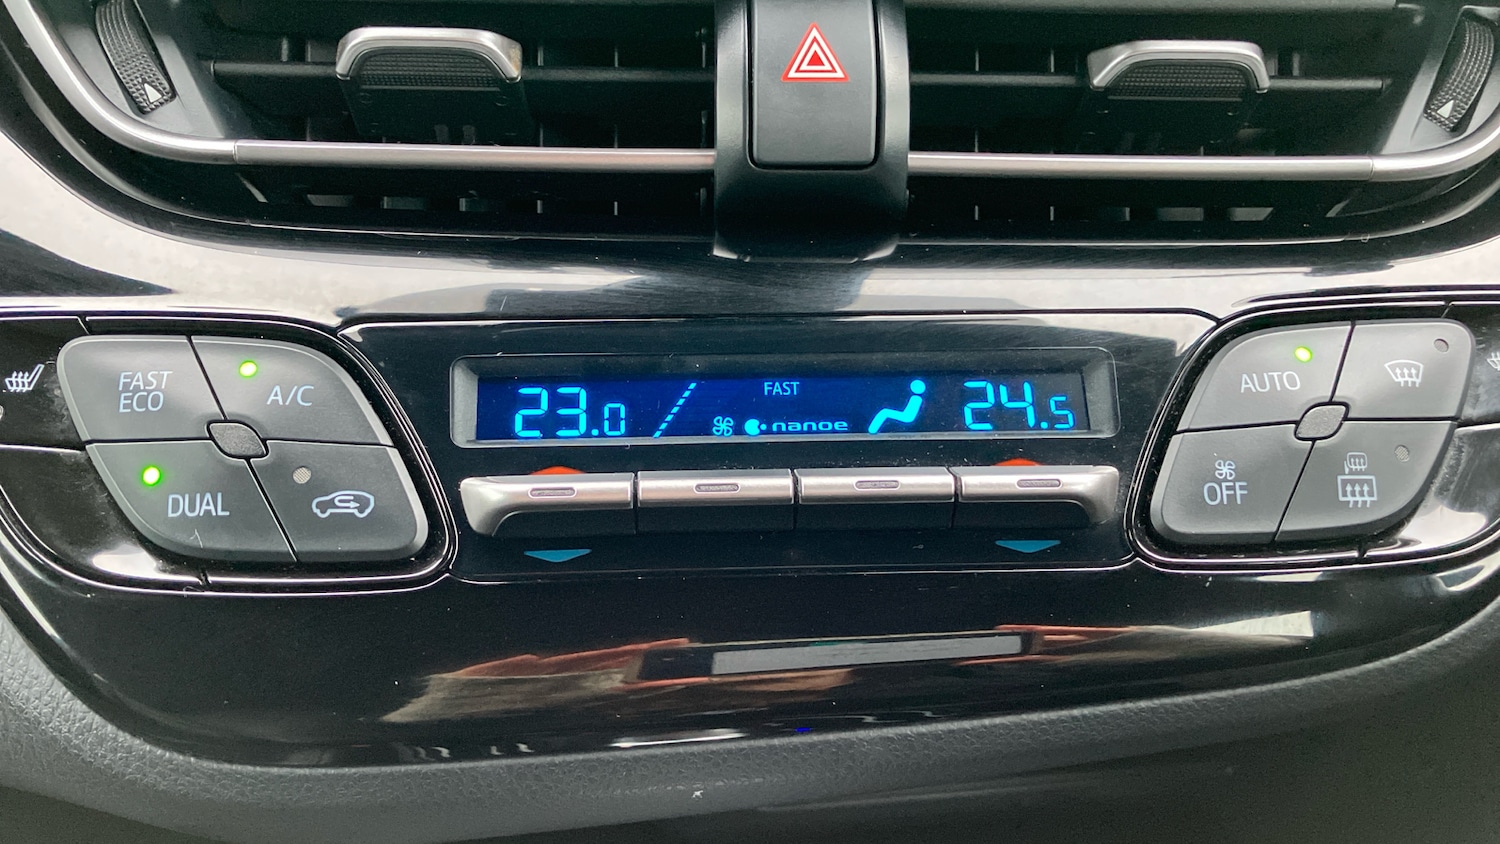 FAST
ECO
A/C
DUAL
23.0
FAST
nanoe
24.5
AUTO
OFF